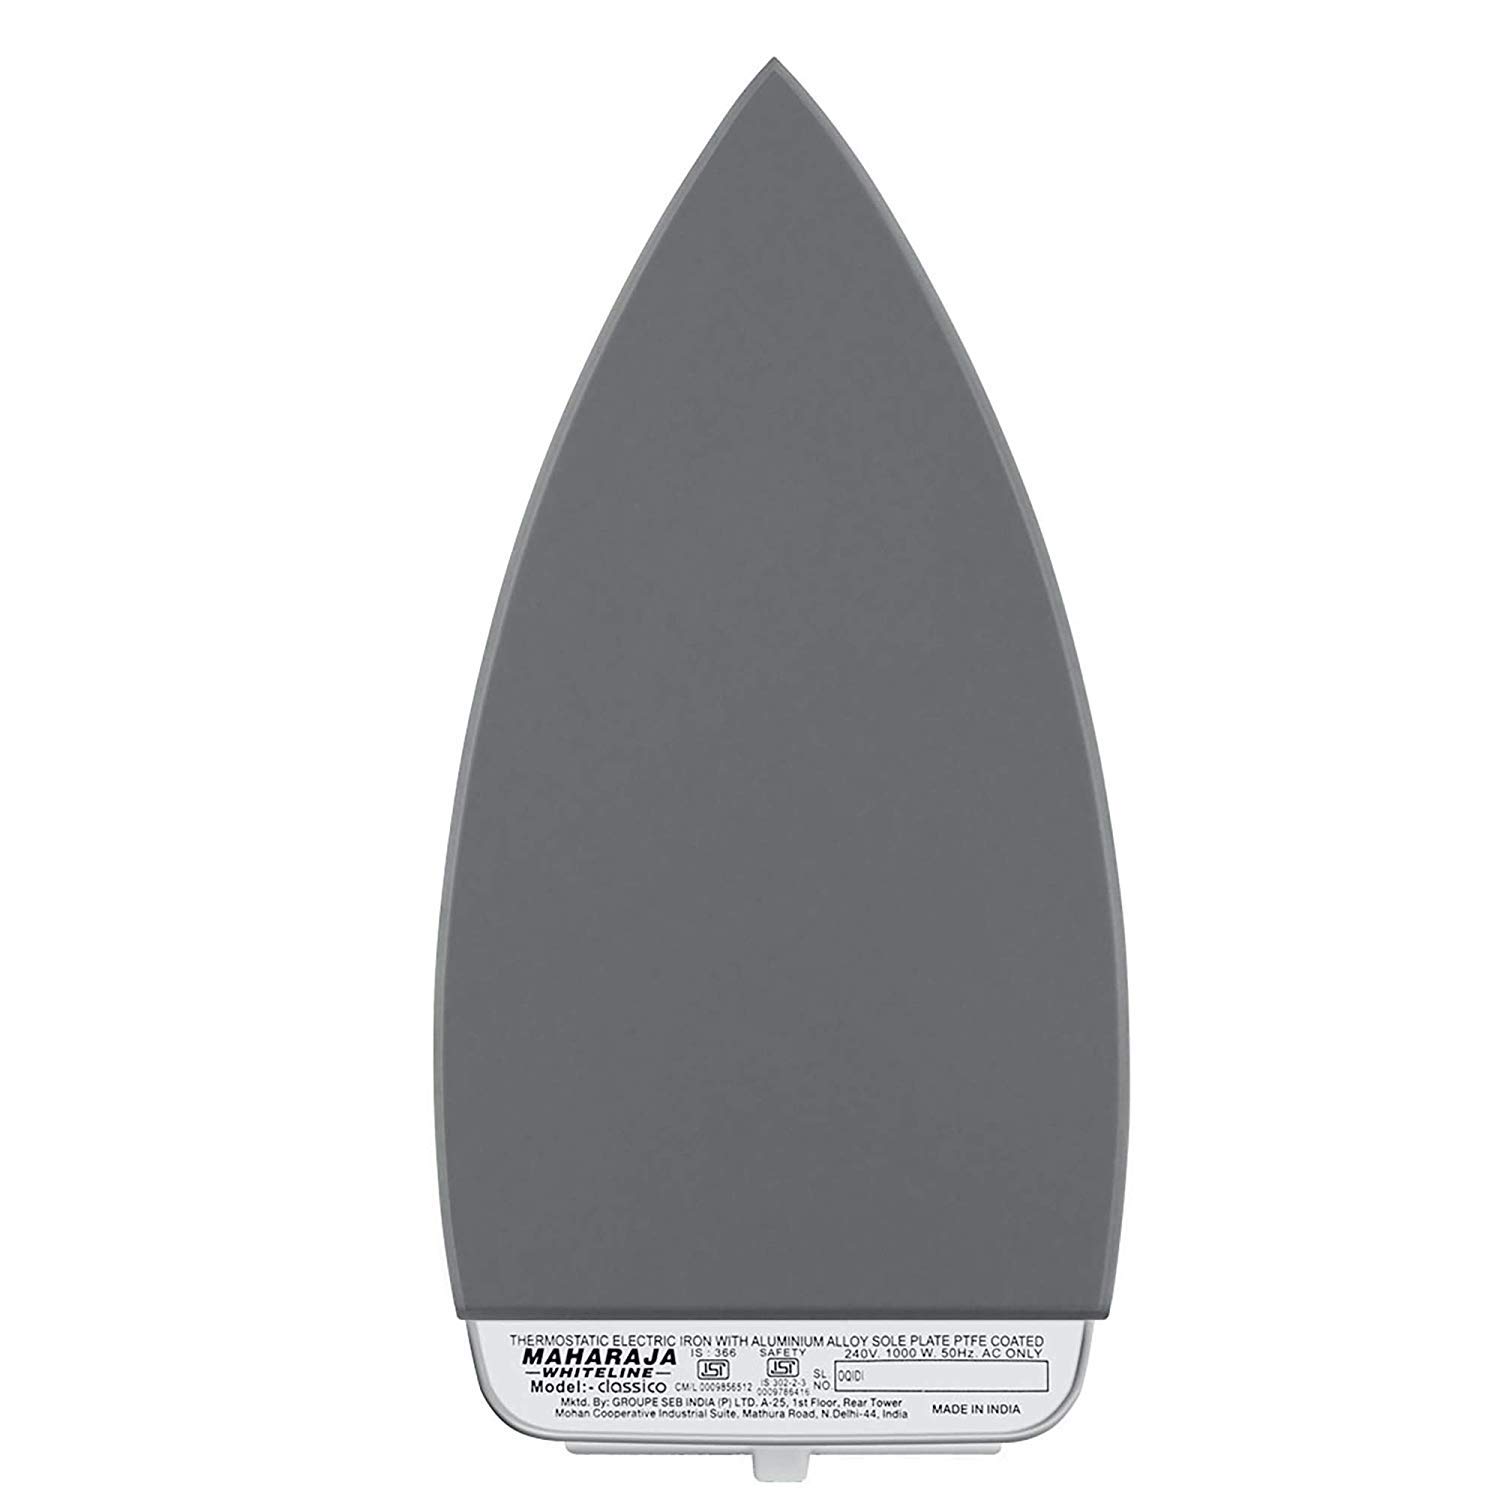 THERMOSTATIC ELECTRIC IRON WITH ALUMINIUM ALLOY SOLE PLATE PTFE COATED
MAHARAJA IS : 366 SAFETY 240V. 1000 W. 50Hz. AC ONLY
WHITELINE ISI ISI SL. OQIDI
Model:- classico CM/L 0009856512 IS 302-2-3 NO.
0009786416
Mktd. By: GROUPE SEB INDIA (P) LTD. A-25, 1st Floor, Rear Tower
Mohan Cooperative Industrial Suite, Mathura Road, N.Delhi-44, India MADE IN INDIA